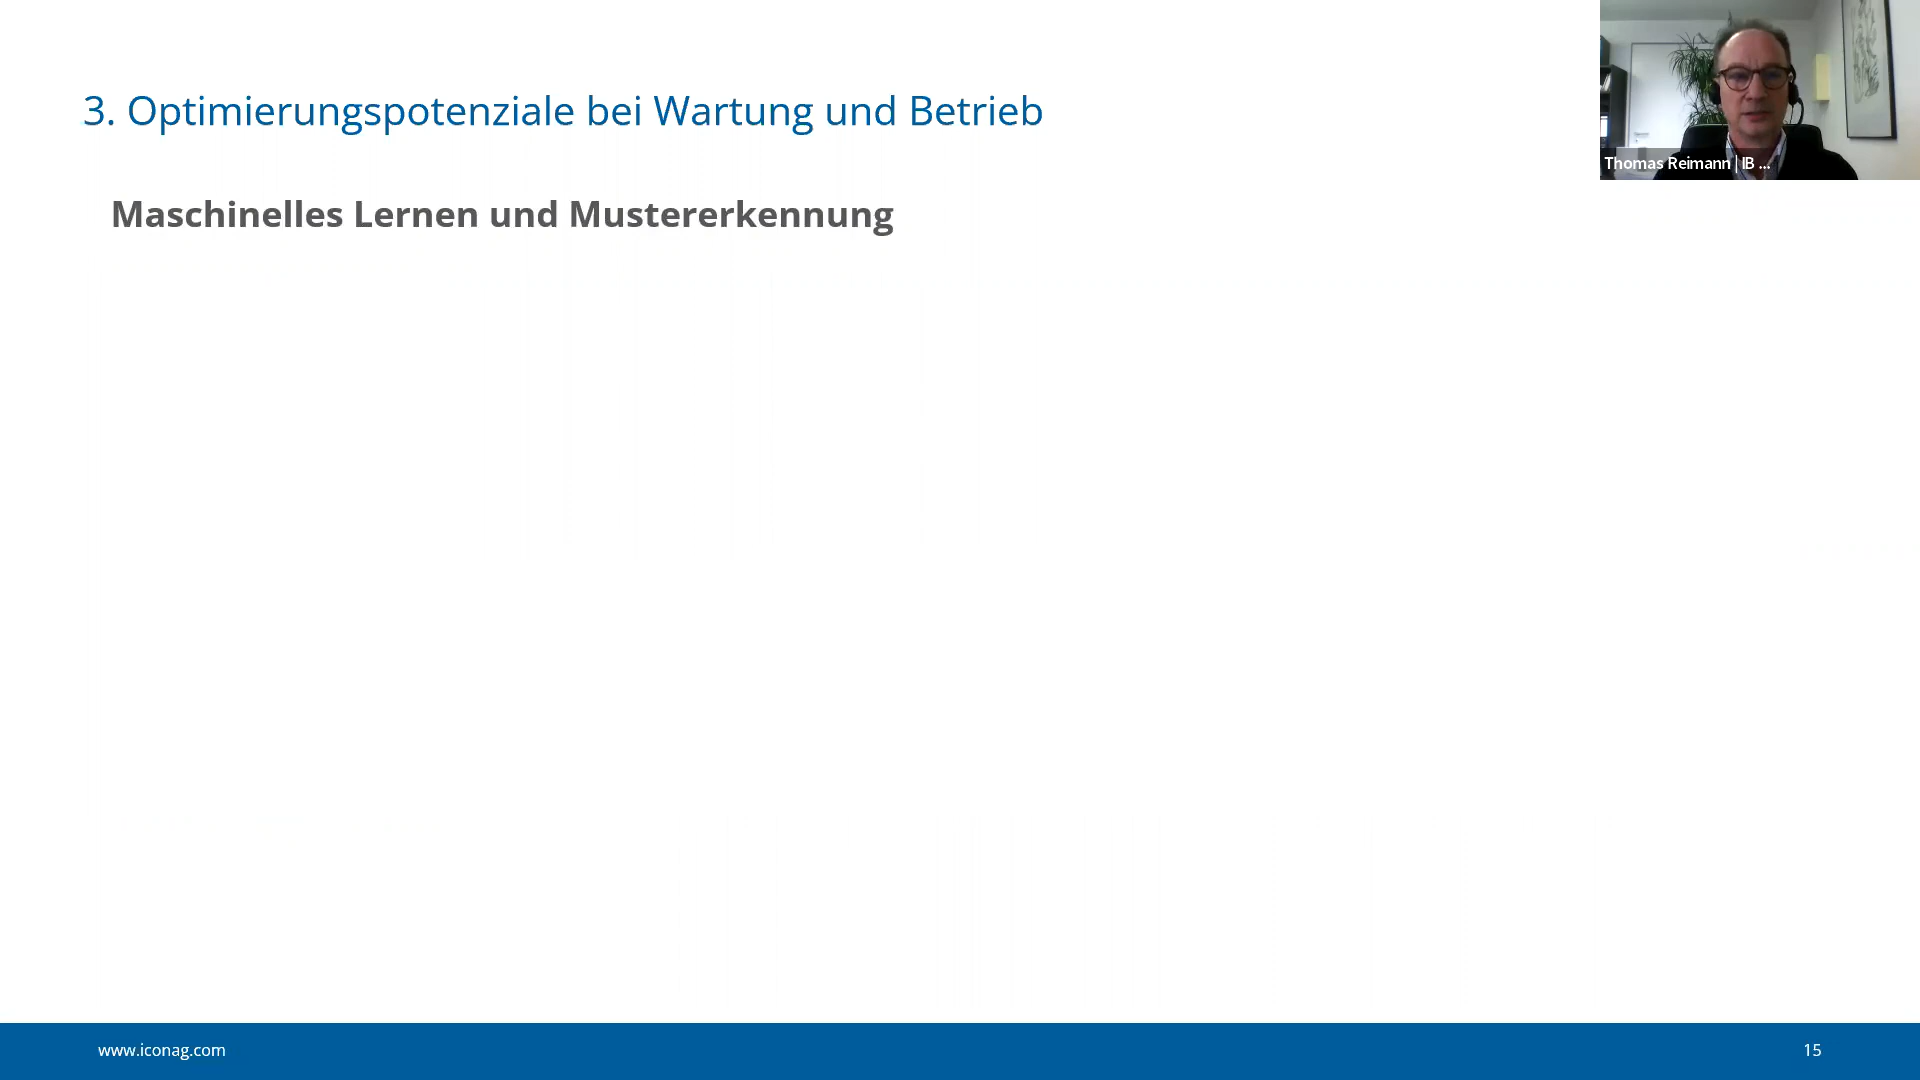 3. Optimierungspotenziale bei Wartung und Betrieb
Thomas Reimann | IB ...
Maschinelles Lernen und Mustererkennung
www.iconag.com
15